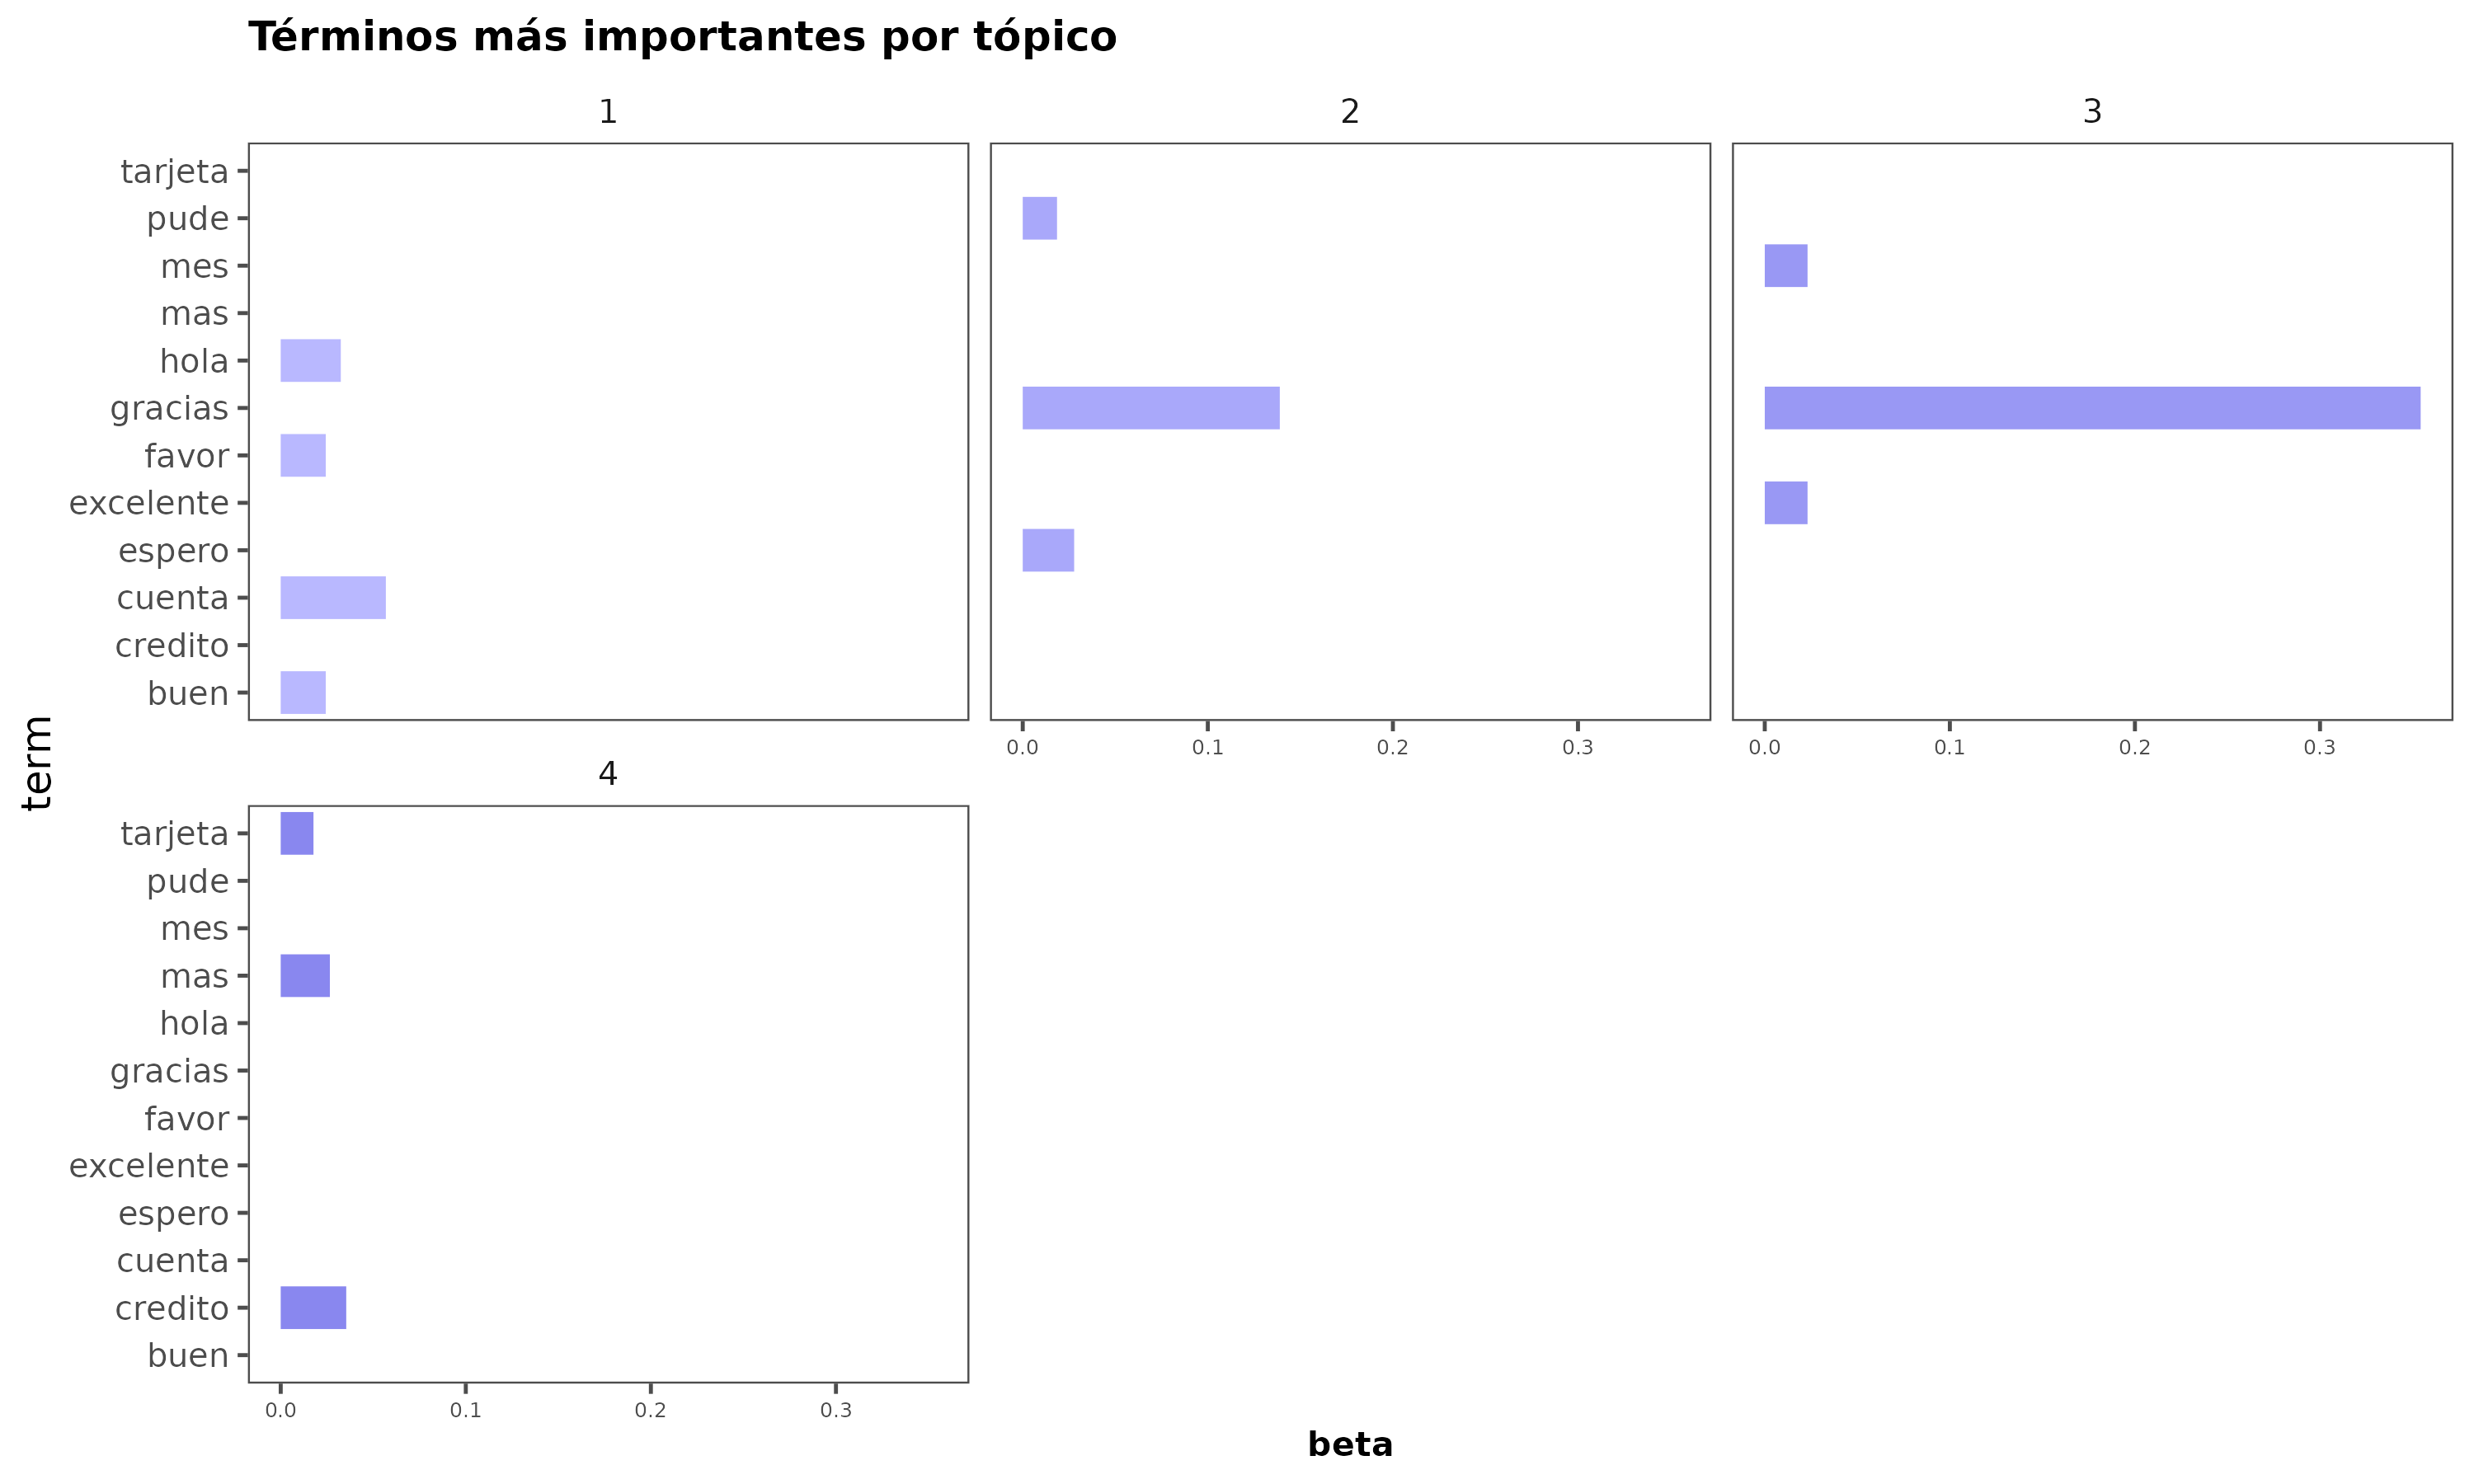 Términos más importantes por tópico
1
2
3
tarjeta
pude
mes
mas
hola
gracias
favor
excelente
espero
cuenta
credito
buen
0.0 0.1 0.2 0.3
0.0 0.1 0.2 0.3
term
4
tarjeta
pude
mes
mas
hola
gracias
favor
excelente
espero
cuenta
credito
buen
0.0 0.1 0.2 0.3
beta